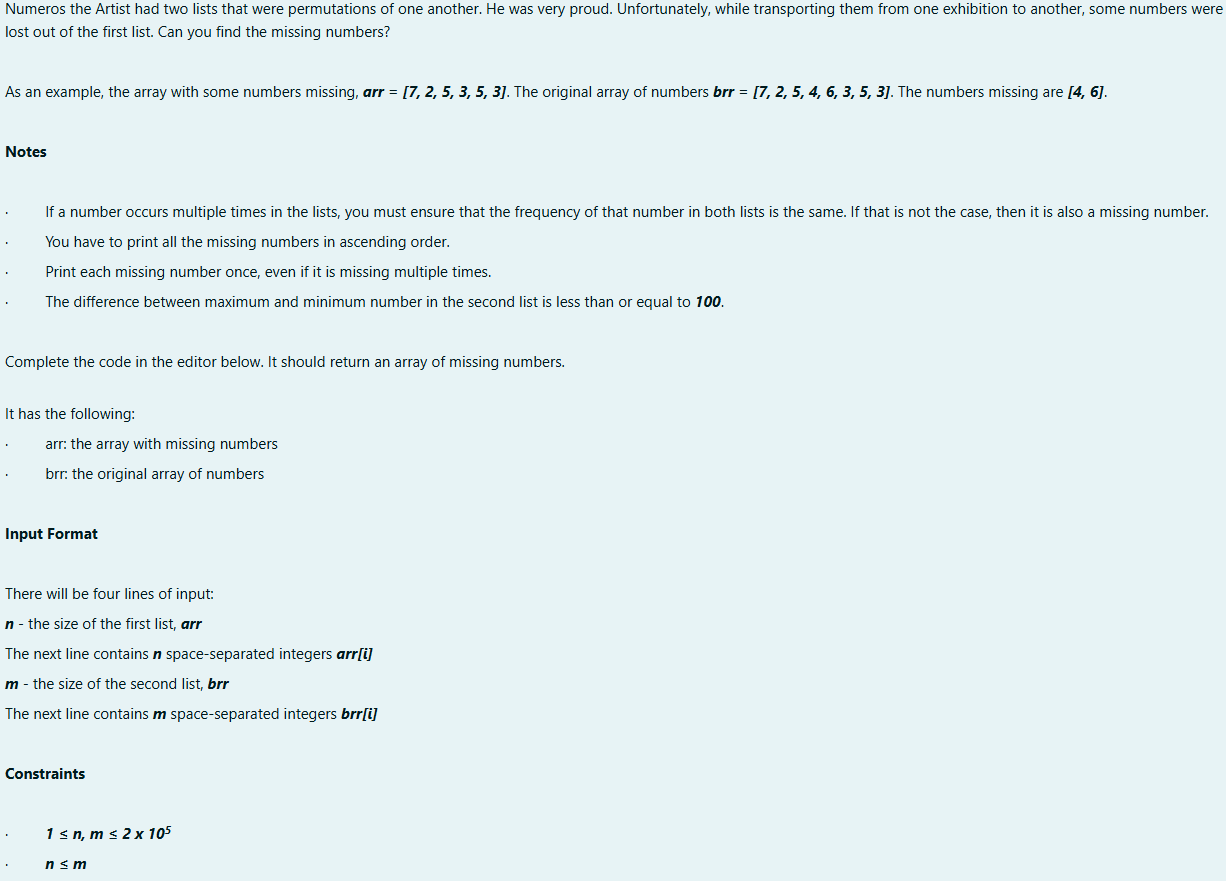 Numeros the Artist had two lists that were permutations of one another. He was very proud. Unfortunately, while transporting them from one exhibition to another, some numbers were
lost out of the first list. Can you find the missing numbers?
As an example, the array with some numbers missing, arr = [7, 2, 5, 3, 5, 3]. The original array of numbers brr = [7, 2, 5, 4, 6, 3, 5, 3]. The numbers missing are [4, 6].
Notes
· If a number occurs multiple times in the lists, you must ensure that the frequency of that number in both lists is the same. If that is not the case, then it is also a missing number.
· You have to print all the missing numbers in ascending order.
· Print each missing number once, even if it is missing multiple times.
· The difference between maximum and minimum number in the second list is less than or equal to 100.
Complete the code in the editor below. It should return an array of missing numbers.
It has the following:
· arr: the array with missing numbers
· brr: the original array of numbers
Input Format
There will be four lines of input:
n - the size of the first list, arr
The next line contains n space-separated integers arr[i]
m - the size of the second list, brr
The next line contains m space-separated integers brr[i]
Constraints
· 1 ≤ n, m ≤ 2 x 10⁵
· n ≤ m